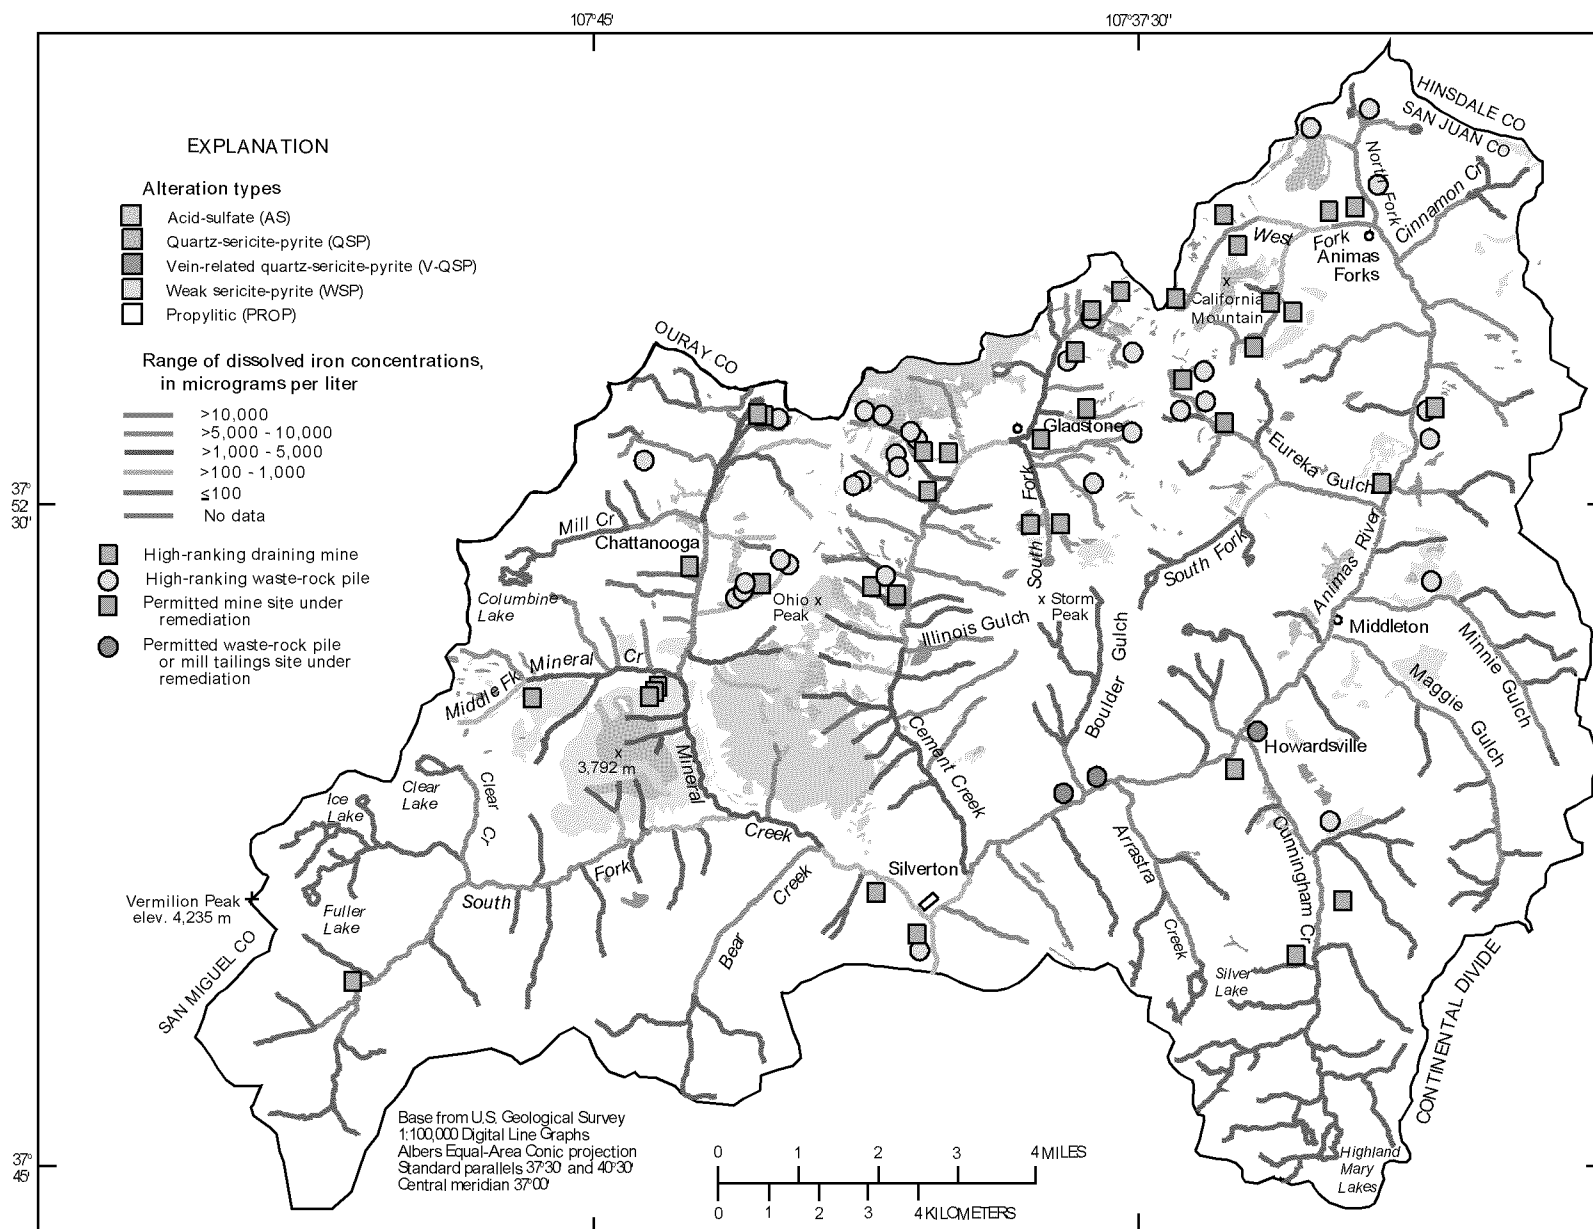 107°45'
107°37'30"
HINSDALE CO
SAN JUAN CO
EXPLANATION
Alteration types
Acid-sulfate (AS)
Quartz-sericite-pyrite (QSP)
Vein-related quartz-sericite-pyrite (V-QSP)
Weak sericite-pyrite (WSP)
Propylitic (PROP)
Range of dissolved iron concentrations,
in micrograms per liter
>10,000
>5,000 - 10,000
>1,000 - 5,000
>100 - 1,000
≤100
No data
High-ranking draining mine
High-ranking waste-rock pile
Permitted mine site under
remediation
Permitted waste-rock pile
or mill tailings site under
remediation
North Fork
Cinnamon Cr
West Fork
Animas
Forks
x
California
Mountain
OURAY CO
Gladstone
Eureka Gulch
37°
52'
30"
Mill Cr
Chattanooga
South Fork
South Fork
Animas River
Columbine
Lake
Ohio x
Peak
x Storm
Peak
Illinois Gulch
Boulder Gulch
Middleton
Minnie Gulch
Maggie Gulch
Middle Fk Mineral Cr
Cement Creek
Howardsville
x
3,792 m
Mineral Creek
Clear
Lake
Clear Cr
Ice
Lake
Silverton
Arrastra Creek
Cunningham Cr
Vermilion Peak
elev. 4,235 m
Fuller
Lake
South Fork
Bear Creek
Silver
Lake
SAN MIGUEL CO
CONTINENTAL DIVIDE
Highland
Mary
Lakes
37°
45'
Base from U.S. Geological Survey
1:100,000 Digital Line Graphs
Albers Equal-Area Conic projection
Standard parallels 37°30' and 40°30'
Central meridian 37°00'
0 1 2 3 4 MILES
0 1 2 3 4 KILOMETERS